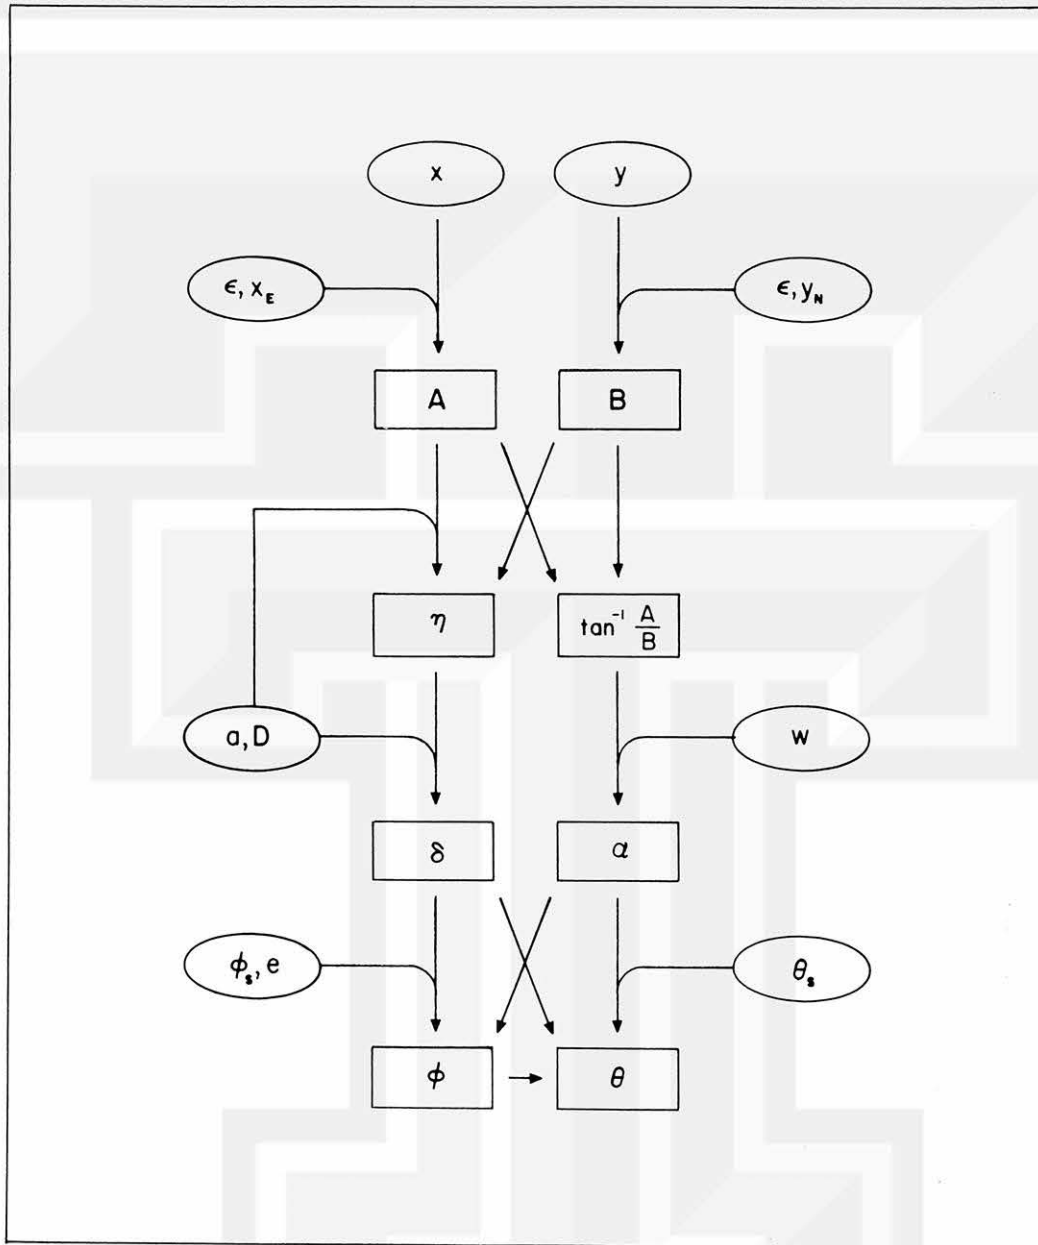 x y
ϵ, x_E ϵ, y_N
A B
η tan⁻¹ A/B
a, D w
δ α
ϕ_s, e θ_s
ϕ θ